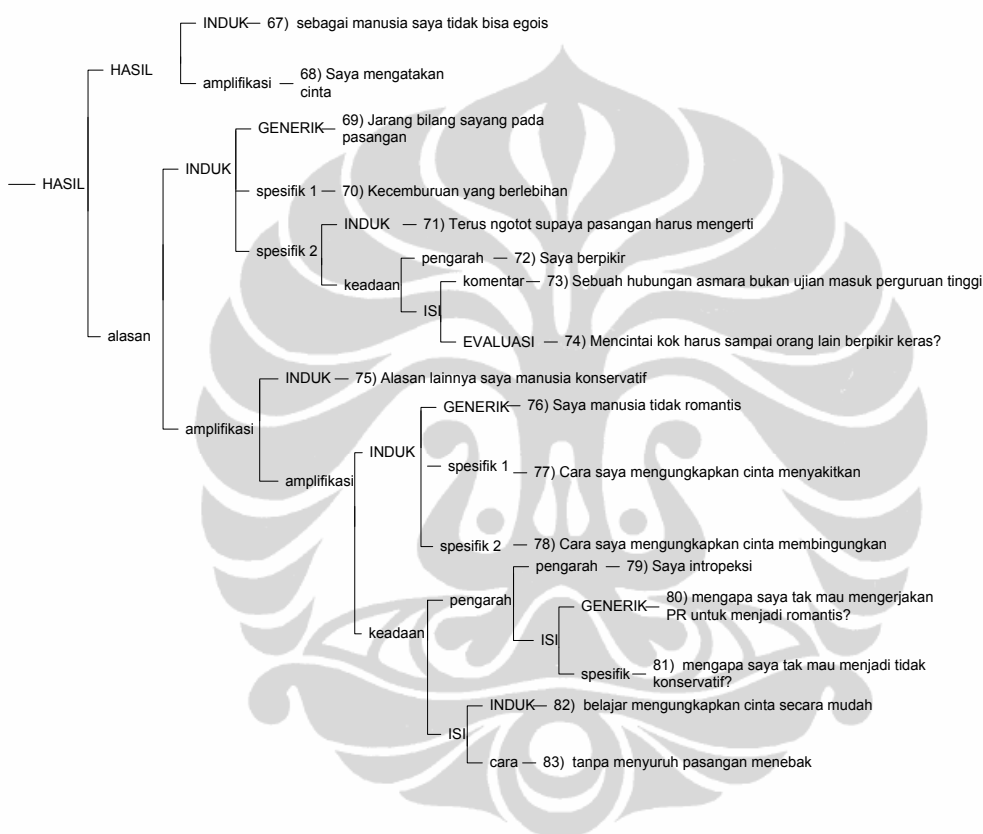 INDUK 67) sebagai manusia saya tidak bisa egois
HASIL
amplifikasi 68) Saya mengatakan
cinta
GENERIK 69) Jarang bilang sayang pada
pasangan
INDUK
HASIL
spesifik 1 70) Kecemburuan yang berlebihan
INDUK 71) Terus ngotot supaya pasangan harus mengerti
spesifik 2
pengarah 72) Saya berpikir
keadaan
komentar 73) Sebuah hubungan asmara bukan ujian masuk perguruan tinggi
ISI
alasan
EVALUASI 74) Mencintai kok harus sampai orang lain berpikir keras?
INDUK 75) Alasan lainnya saya manusia konservatif
GENERIK 76) Saya manusia tidak romantis
amplifikasi
INDUK
spesifik 1 77) Cara saya mengungkapkan cinta menyakitkan
amplifikasi
spesifik 2 78) Cara saya mengungkapkan cinta membingungkan
pengarah 79) Saya intropeksi
pengarah
GENERIK 80) mengapa saya tak mau mengerjakan
PR untuk menjadi romantis?
keadaan
ISI
spesifik 81) mengapa saya tak mau menjadi tidak
konservatif?
INDUK 82) belajar mengungkapkan cinta secara mudah
ISI
cara 83) tanpa menyuruh pasangan menebak